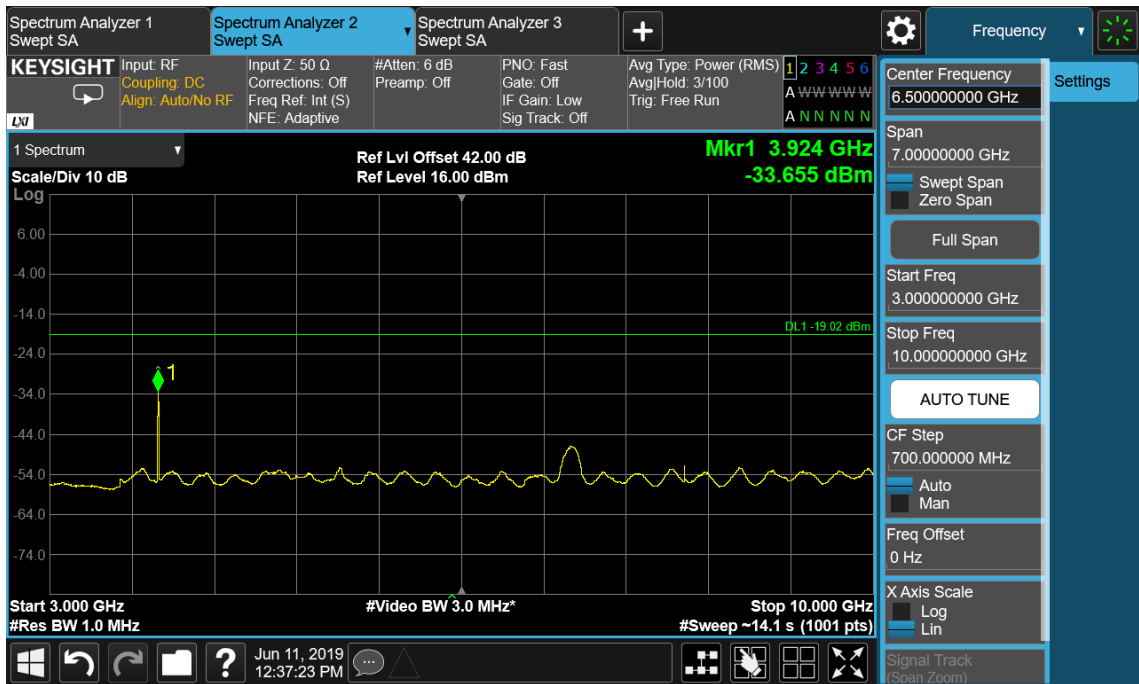 Spectrum Analyzer 1
Swept SA
Spectrum Analyzer 2
Swept SA
Spectrum Analyzer 3
Swept SA
Frequency
KEYSIGHT
LXI
Input: RF
Coupling: DC
Align: Auto/No RF
Input Z: 50 Ω
Corrections: Off
Freq Ref: Int (S)
NFE: Adaptive
#Atten: 6 dB
Preamp: Off
PNO: Fast
Gate: Off
IF Gain: Low
Sig Track: Off
Avg Type: Power (RMS)
Avg|Hold: 3/100
Trig: Free Run
1 2 3 4 5 6
A W W W W W
A N N N N N
1 Spectrum
Scale/Div 10 dB
Log
Ref Lvl Offset 42.00 dB
Ref Level 16.00 dBm
Mkr1 3.924 GHz
-33.655 dBm
6.00
-4.00
-14.0
DL1 -19.02 dBm
-24.0
1
-34.0
-44.0
-54.0
-64.0
-74.0
Start 3.000 GHz
#Res BW 1.0 MHz
#Video BW 3.0 MHz*
Stop 10.000 GHz
#Sweep ~14.1 s (1001 pts)
Center Frequency
6.500000000 GHz
Settings
Span
7.00000000 GHz
Swept Span
Zero Span
Full Span
Start Freq
3.000000000 GHz
Stop Freq
10.000000000 GHz
AUTO TUNE
CF Step
700.000000 MHz
Auto
Man
Freq Offset
0 Hz
X Axis Scale
Log
Lin
Signal Track
(Span Zoom)
?
Jun 11, 2019
12:37:23 PM